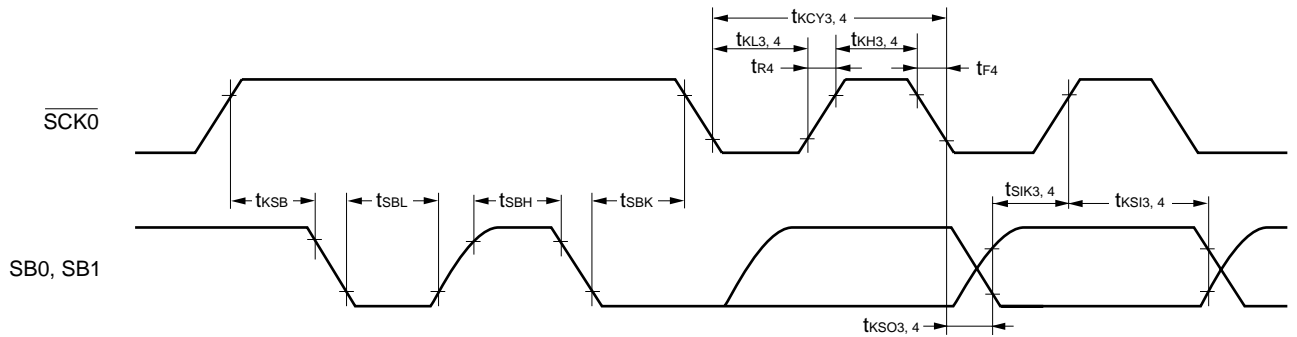 tKCY3, 4
tKL3, 4 tKH3, 4
tR4 tF4
SCK0
tSIK3, 4
tKSB tSBL tSBH tSBK tKSI3, 4
SB0, SB1
tKSO3, 4